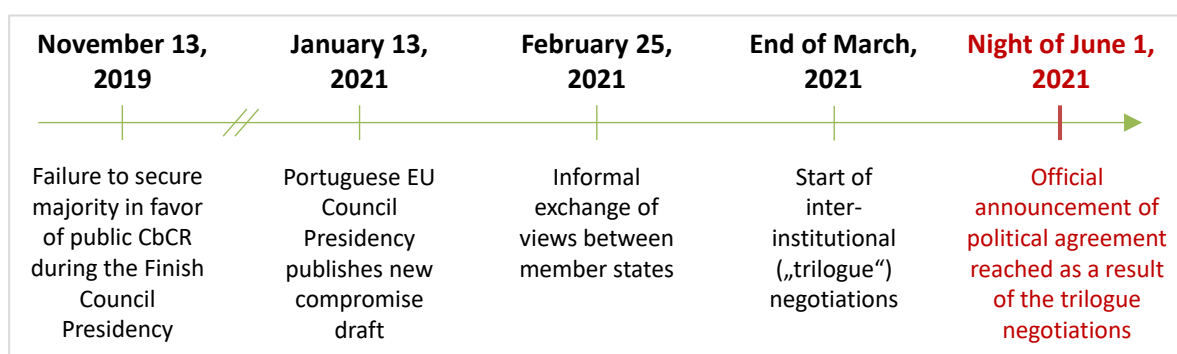 November 13,
2019
January 13,
2021
February 25,
2021
End of March,
2021
Night of June 1,
2021
Failure to secure
majority in favor
of public CbCR
during the Finish
Council
Presidency
Portuguese EU
Council
Presidency
publishes new
compromise
draft
Informal
exchange of
views between
member states
Start of
inter-
institutional
(„trilogue“)
negotiations
Official
announcement of
political agreement
reached as a result
of the trilogue
negotiations